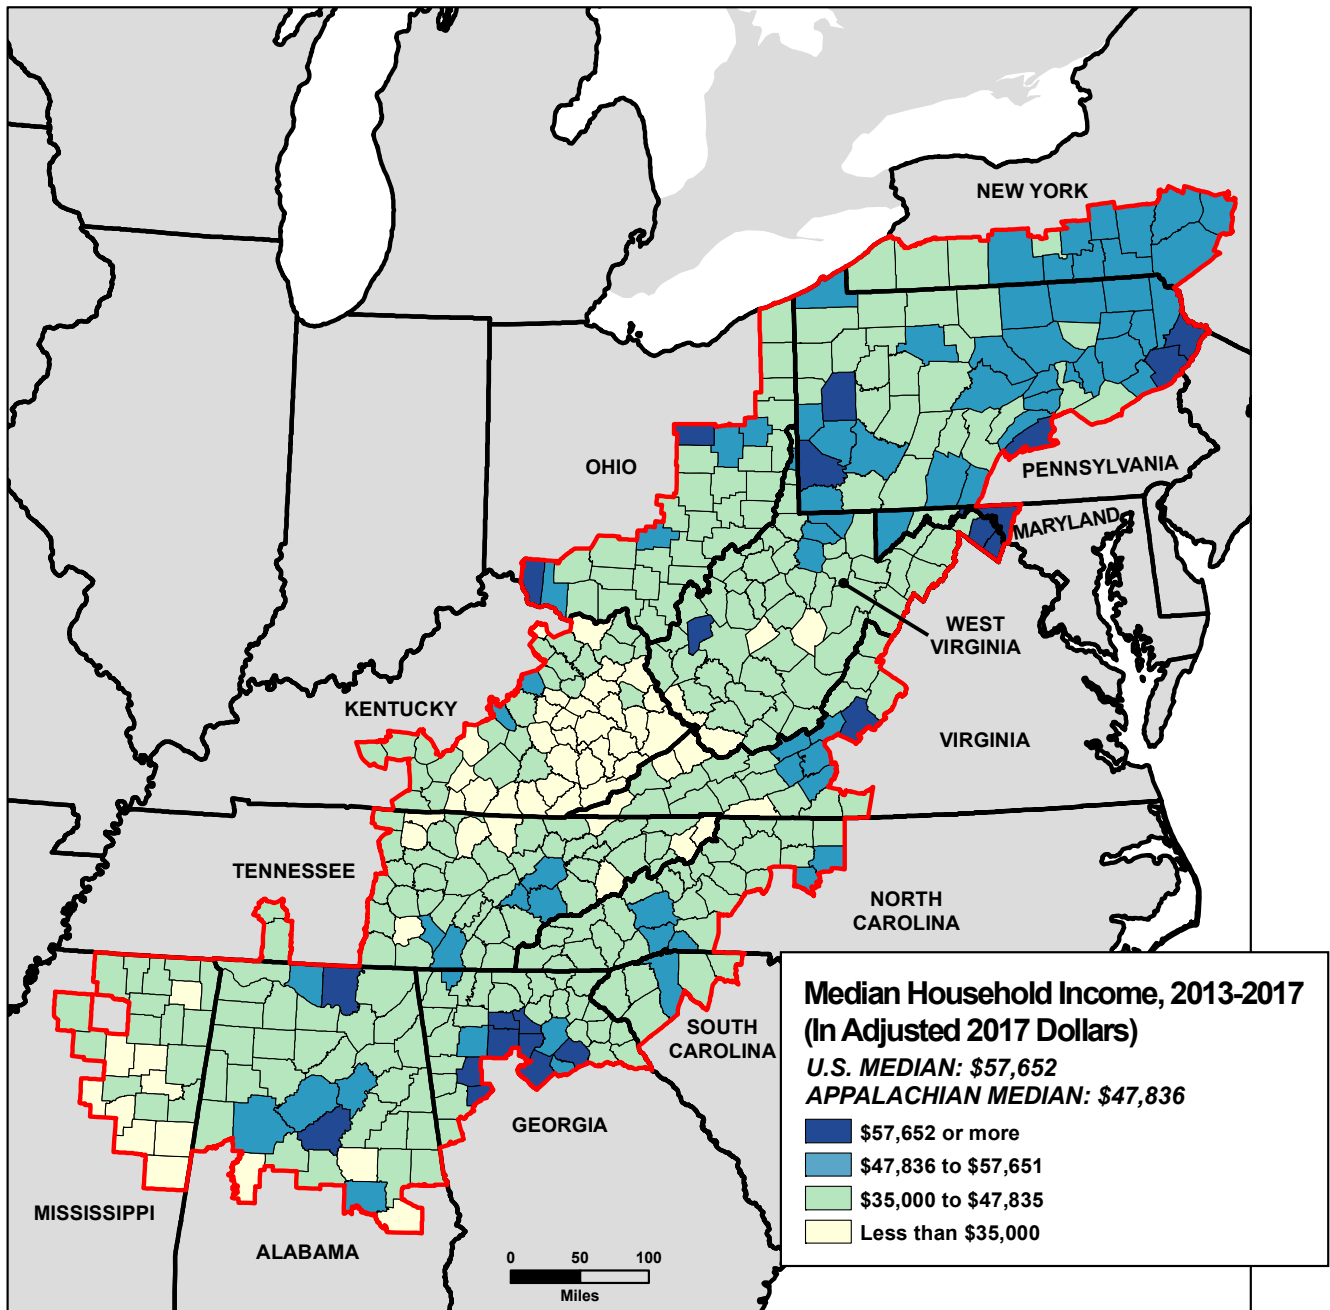 NEW YORK
OHIO
PENNSYLVANIA
MARYLAND
WEST
VIRGINIA
KENTUCKY
VIRGINIA
TENNESSEE
NORTH
CAROLINA
SOUTH
CAROLINA
GEORGIA
MISSISSIPPI
ALABAMA
0 50 100
Miles
Median Household Income, 2013-2017
(In Adjusted 2017 Dollars)
U.S. MEDIAN: $57,652
APPALACHIAN MEDIAN: $47,836
$57,652 or more
$47,836 to $57,651
$35,000 to $47,835
Less than $35,000